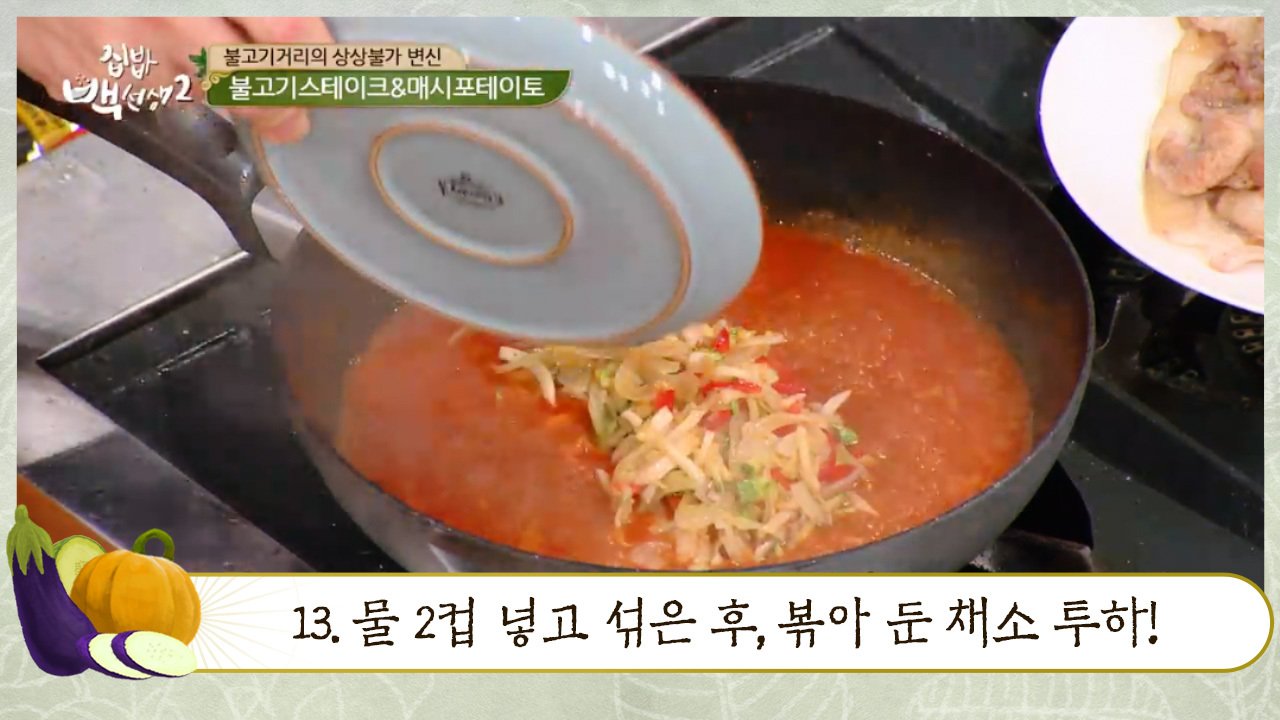 집밥
백선생2
불고기거리의 상상불가 변신
불고기스테이크&매시포테이토
13. 물 2컵 넣고 섞은 후, 볶아 둔 채소 투하!